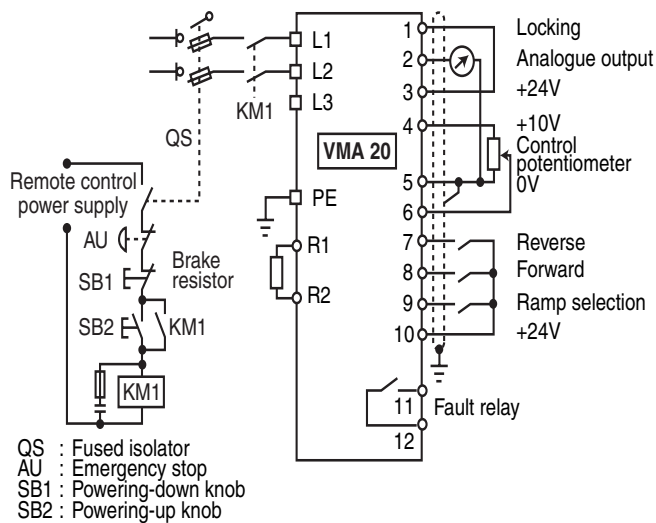 L1
L2
L3
KM1
QS
VMA 20
1 Locking
2 Analogue output
3 +24V
4 +10V
Control
potentiometer
5 0V
6
7 Reverse
8 Forward
9 Ramp selection
10 +24V
11 Fault relay
12
PE
R1
R2
Brake
resistor
Remote control
power supply
AU
SB1
SB2
KM1
KM1
QS : Fused isolator
AU : Emergency stop
SB1 : Powering-down knob
SB2 : Powering-up knob